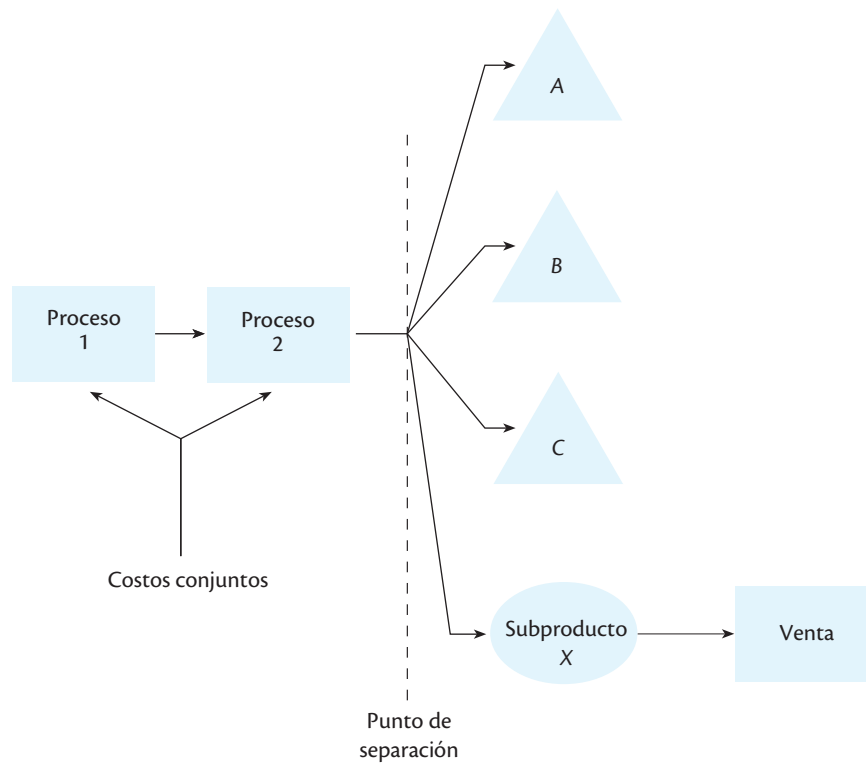 A
B
Proceso
1
Proceso
2
C
Costos conjuntos
Subproducto
X
Venta
Punto de
separación